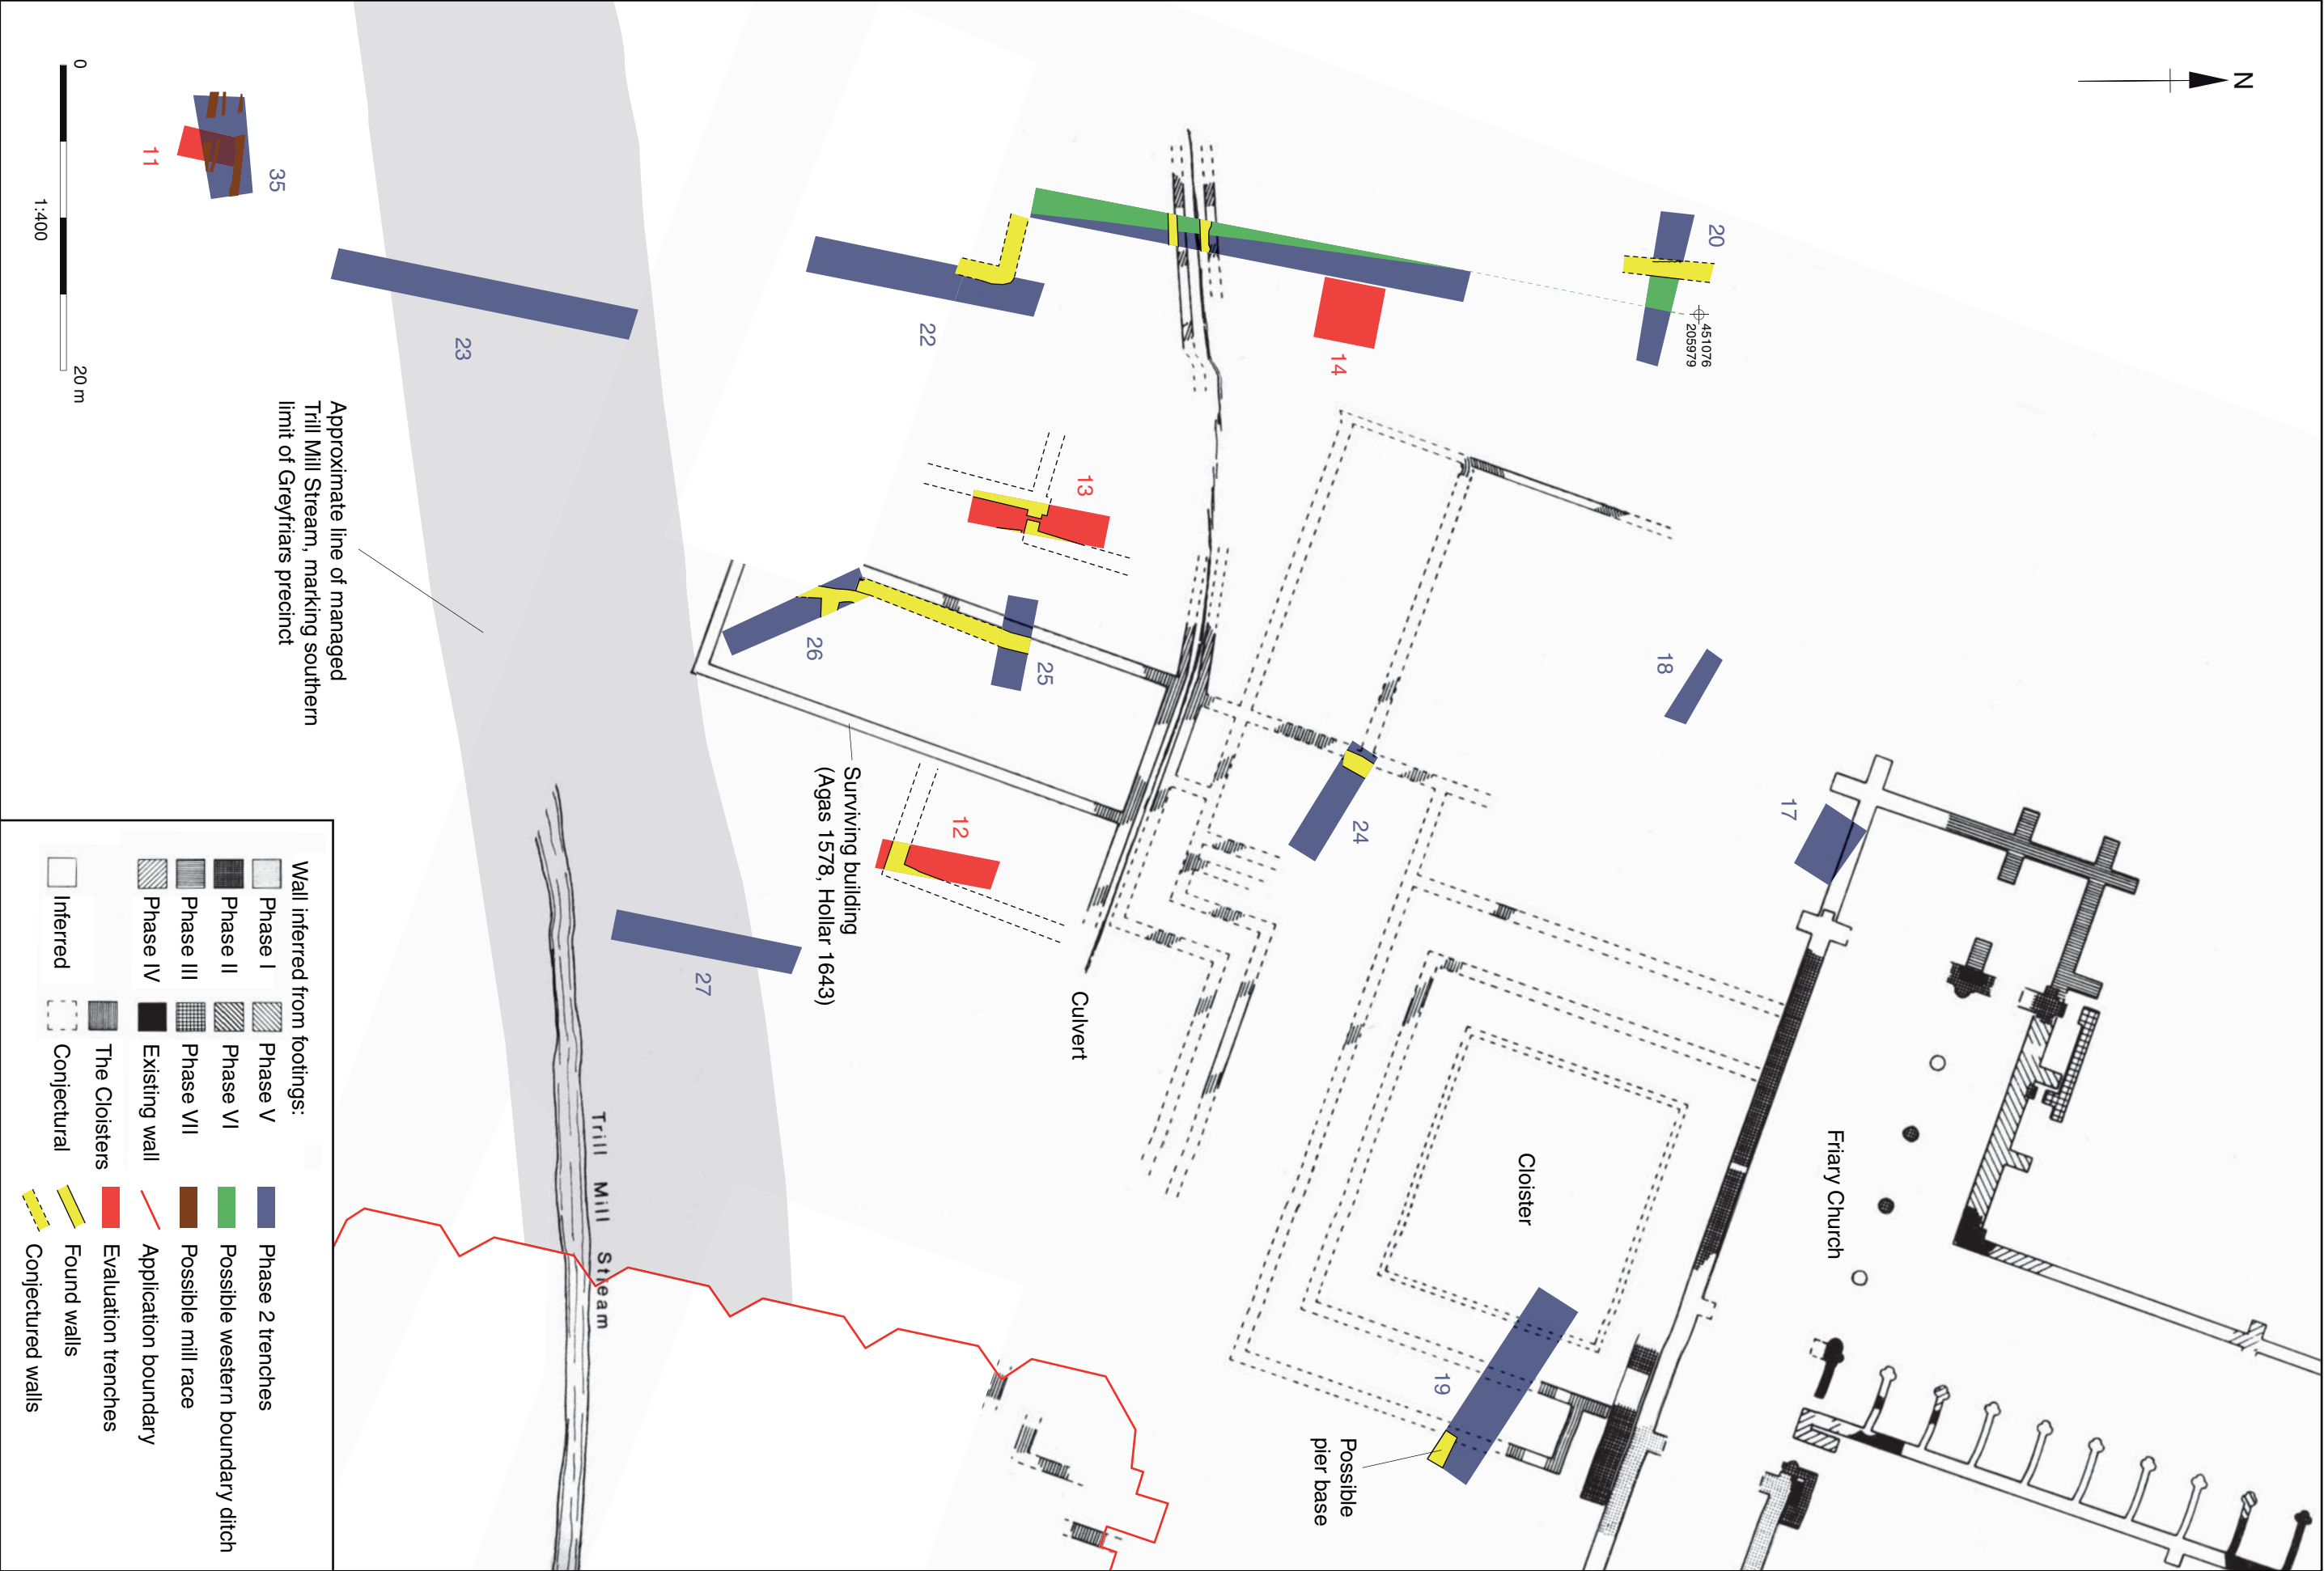 N
20
451076
205979
14
18
17
Friary Church
Cloister
24
19
Possible
pier base
Culvert
22
13
25
26
12
Surviving building
(Agas 1578, Hollar 1643)
27
23
35
11
Approximate line of managed
Trill Mill Stream, marking southern
limit of Greyfriars precinct
Trill Mill Stream
0
20 m
1:400
Wall inferred from footings:
Phase I
Phase II
Phase III
Phase IV
Inferred
Phase V
Phase VI
Phase VII
Existing wall
The Cloisters
Conjectural
Phase 2 trenches
Possible western boundary ditch
Possible mill race
Application boundary
Evaluation trenches
Found walls
Conjectured walls